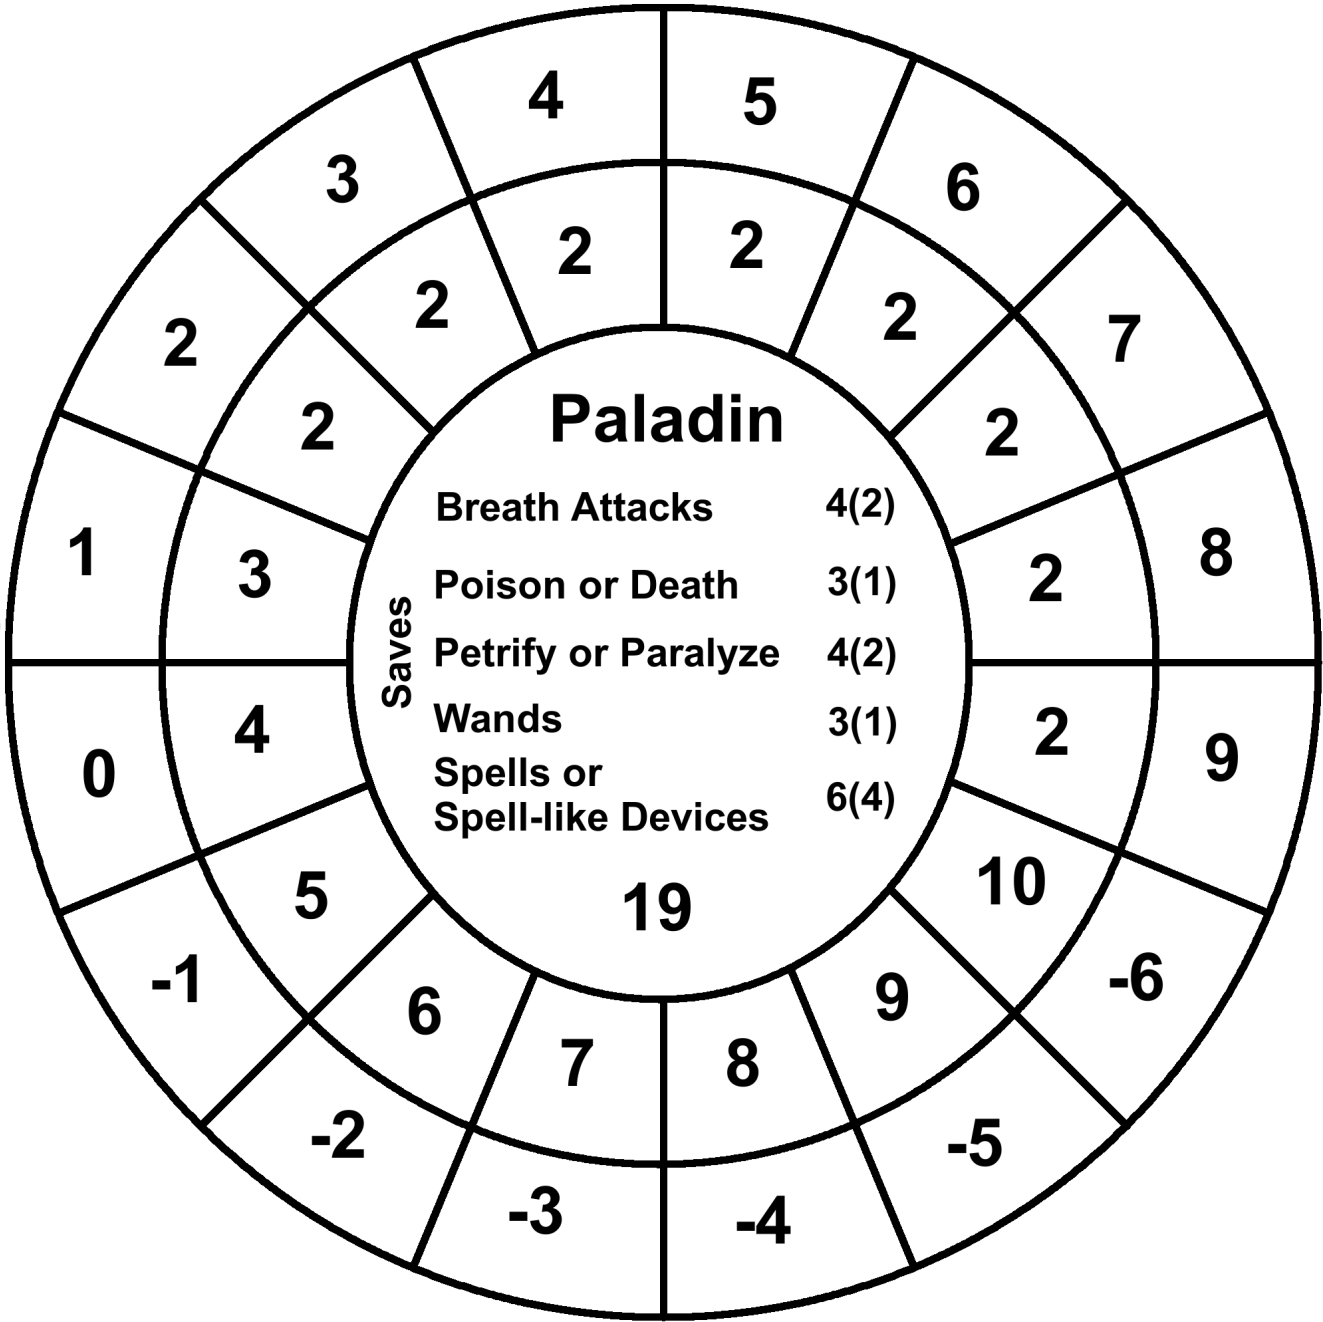 4 5
3 6
2 7
1 8
0 9
-1 -6
-2 -5
-3 -4
2 2
2 2
2 2
3 2
4 2
5 10
6 9
7 8
Paladin
Saves
Breath Attacks 4(2)
Poison or Death 3(1)
Petrify or Paralyze 4(2)
Wands 3(1)
Spells or
Spell-like Devices 6(4)
19